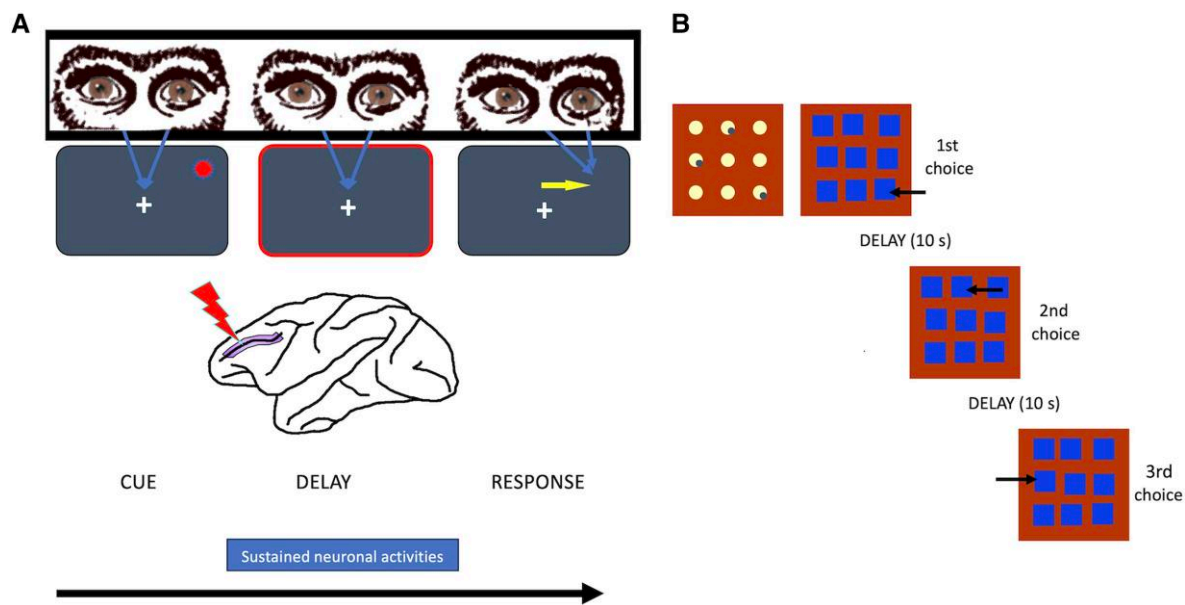 A
B
1st
choice
DELAY (10 s)
2nd
choice
DELAY (10 s)
3rd
choice
CUE
DELAY
RESPONSE
Sustained neuronal activities